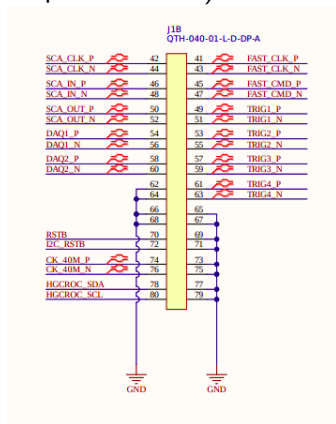 J1B
QTH-040-01-L-D-DP-A
SCA_CLK_P 42 41 FAST_CLK_P
SCA_CLK_N 44 43 FAST_CLK_N
SCA_IN_P 46 45 FAST_CMD_P
SCA_IN_N 48 47 FAST_CMD_N
SCA_OUT_P 50 49 TRIG1_P
SCA_OUT_N 52 51 TRIG1_N
DAQ1_P 54 53 TRIG2_P
DAQ1_N 56 55 TRIG2_N
DAQ2_P 58 57 TRIG3_P
DAQ2_N 60 59 TRIG3_N
62 61 TRIG4_P
64 63 TRIG4_N
66 65
68 67
RSTB 70 69
I2C_RSTB 72 71
CK_40M_P 74 73
CK_40M_N 76 75
HGCROC_SDA 78 77
HGCROC_SCL 80 79
GND GND